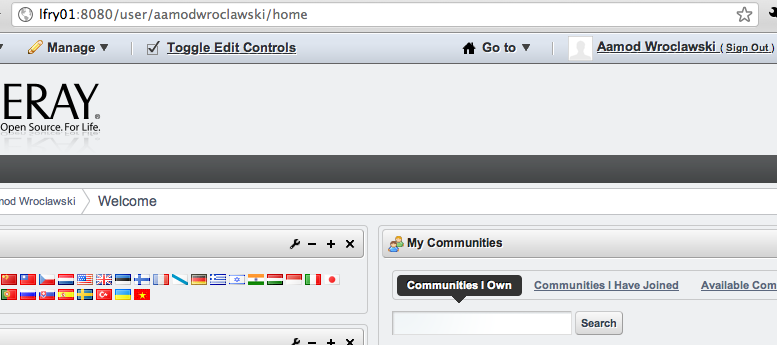 lfry01:8080/user/aamodwroclawski/home
Manage ▼ Toggle Edit Controls Go to ▼ Aamod Wroclawski ( Sign Out )
ERAY®
Open Source. For Life.
mod Wroclawski Welcome
My Communities
Communities I Own Communities I Have Joined Available Com
Search